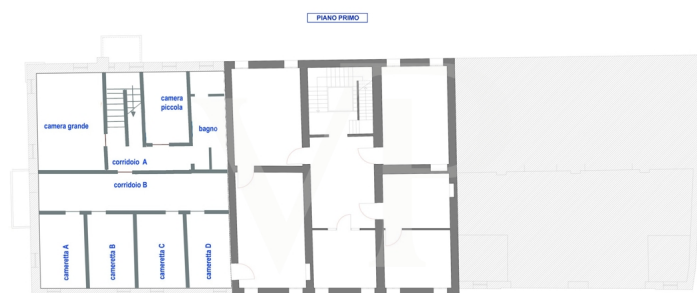 PIANO PRIMO
camera grande
camera
piccola
bagno
corridoio A
corridoio B
cameretta A
cameretta B
cameretta C
cameretta D